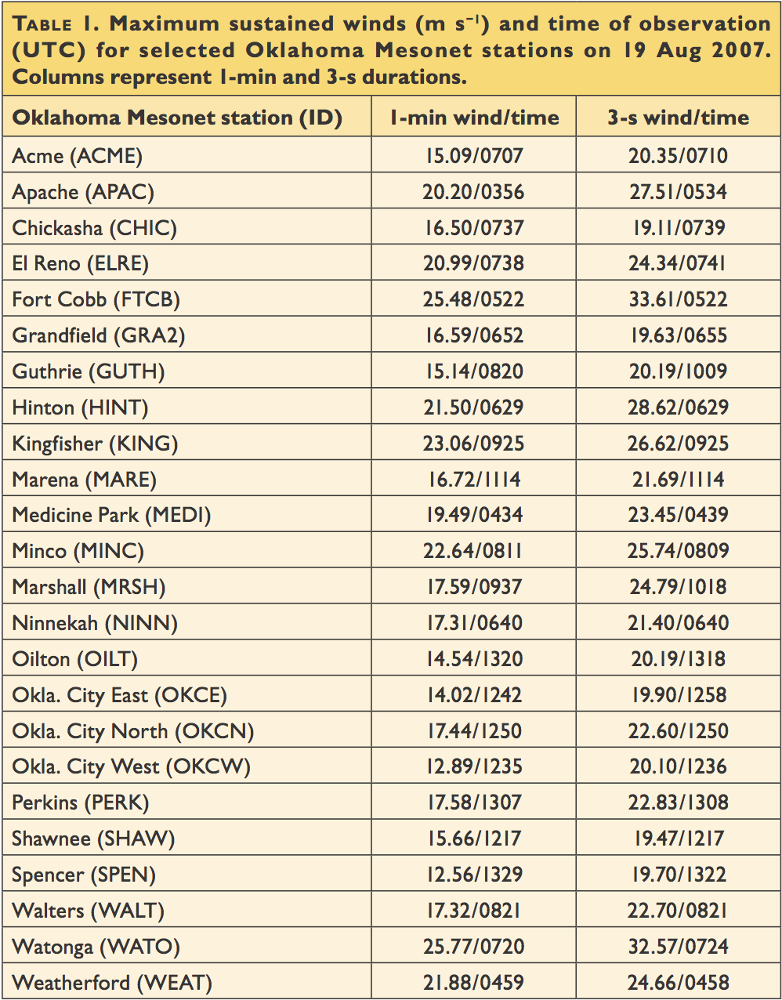 TABLE 1. Maximum sustained winds (m s⁻¹) and time of observation
(UTC) for selected Oklahoma Mesonet stations on 19 Aug 2007.
Columns represent 1-min and 3-s durations.
Oklahoma Mesonet station (ID) 1-min wind/time 3-s wind/time
Acme (ACME) 15.09/0707 20.35/0710
Apache (APAC) 20.20/0356 27.51/0534
Chickasha (CHIC) 16.50/0737 19.11/0739
El Reno (ELRE) 20.99/0738 24.34/0741
Fort Cobb (FTCB) 25.48/0522 33.61/0522
Grandfield (GRA2) 16.59/0652 19.63/0655
Guthrie (GUTH) 15.14/0820 20.19/1009
Hinton (HINT) 21.50/0629 28.62/0629
Kingfisher (KING) 23.06/0925 26.62/0925
Marena (MARE) 16.72/1114 21.69/1114
Medicine Park (MEDI) 19.49/0434 23.45/0439
Minco (MINC) 22.64/0811 25.74/0809
Marshall (MRSH) 17.59/0937 24.79/1018
Ninnekah (NINN) 17.31/0640 21.40/0640
Oilton (OILT) 14.54/1320 20.19/1318
Okla. City East (OKCE) 14.02/1242 19.90/1258
Okla. City North (OKCN) 17.44/1250 22.60/1250
Okla. City West (OKCW) 12.89/1235 20.10/1236
Perkins (PERK) 17.58/1307 22.83/1308
Shawnee (SHAW) 15.66/1217 19.47/1217
Spencer (SPEN) 12.56/1329 19.70/1322
Walters (WALT) 17.32/0821 22.70/0821
Watonga (WATO) 25.77/0720 32.57/0724
Weatherford (WEAT) 21.88/0459 24.66/0458